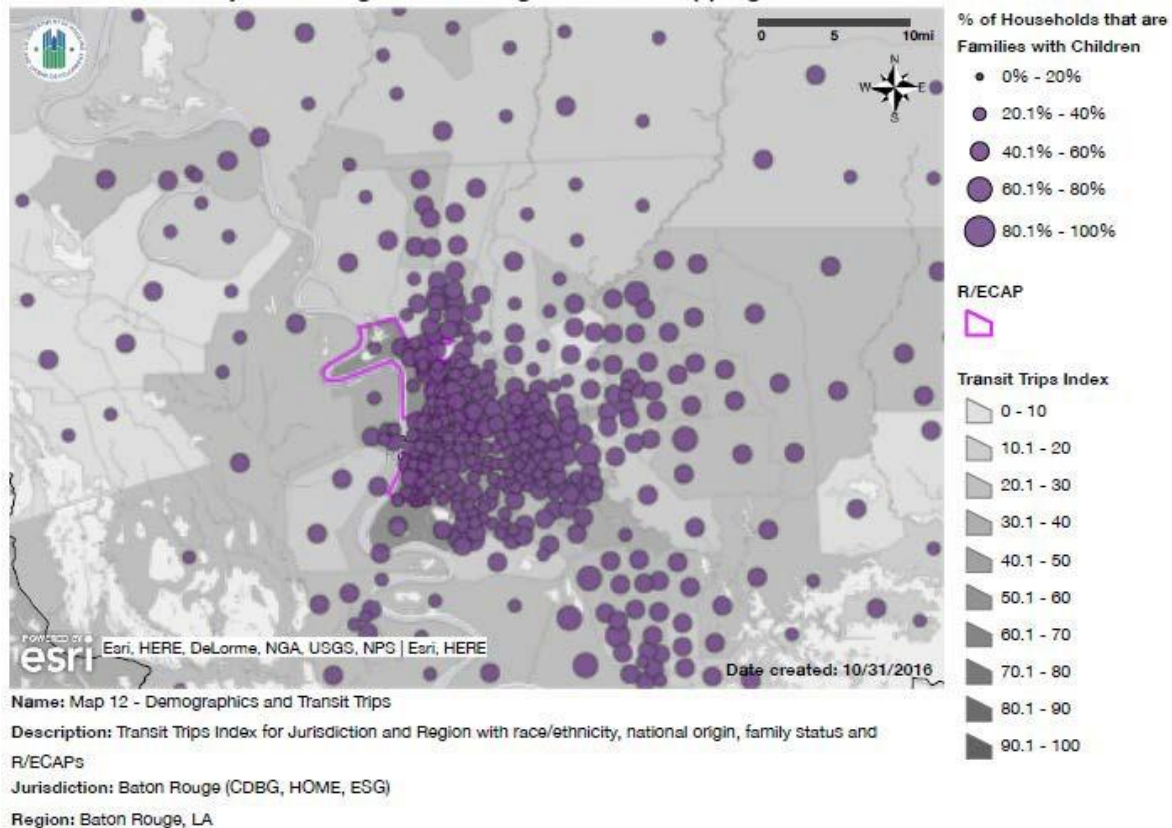 0 5 10mi
N
W E
S
% of Households that are
Families with Children
0% - 20%
20.1% - 40%
40.1% - 60%
60.1% - 80%
80.1% - 100%
R/ECAP
Transit Trips Index
0 - 10
10.1 - 20
20.1 - 30
30.1 - 40
40.1 - 50
50.1 - 60
60.1 - 70
70.1 - 80
80.1 - 90
90.1 - 100
POWERED BY
esri
Esri, HERE, DeLorme, NGA, USGS, NPS | Esri, HERE
Date created: 10/31/2016
Name: Map 12 - Demographics and Transit Trips
Description: Transit Trips Index for Jurisdiction and Region with race/ethnicity, national origin, family status and
R/ECAPs
Jurisdiction: Baton Rouge (CDBG, HOME, ESG)
Region: Baton Rouge, LA